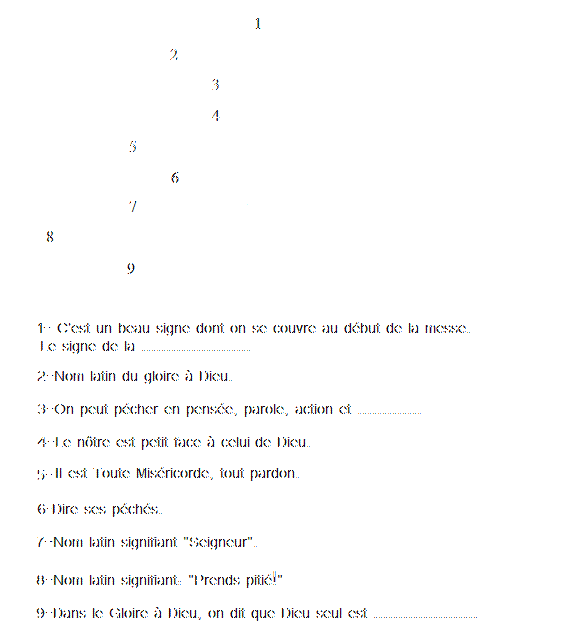 1
2
3
4
5
6
7
8
9
1-- C'est un beau signe dont on se couvre au début de la messe..
Le signe de la ..........................................
2--Nom latin du gloire à Dieu..
3--On peut pécher en pensée, parole, action et .........................
4--Le nôtre est petit face à celui de Dieu..
5--Il est Toute Miséricorde, tout pardon..
6-Dire ses péchés..
7--Nom latin signifiant "Seigneur"..
8--Nom latin signifiant.. "Prends pitié!"
9--Dans le Gloire à Dieu, on dit que Dieu seul est ........................................